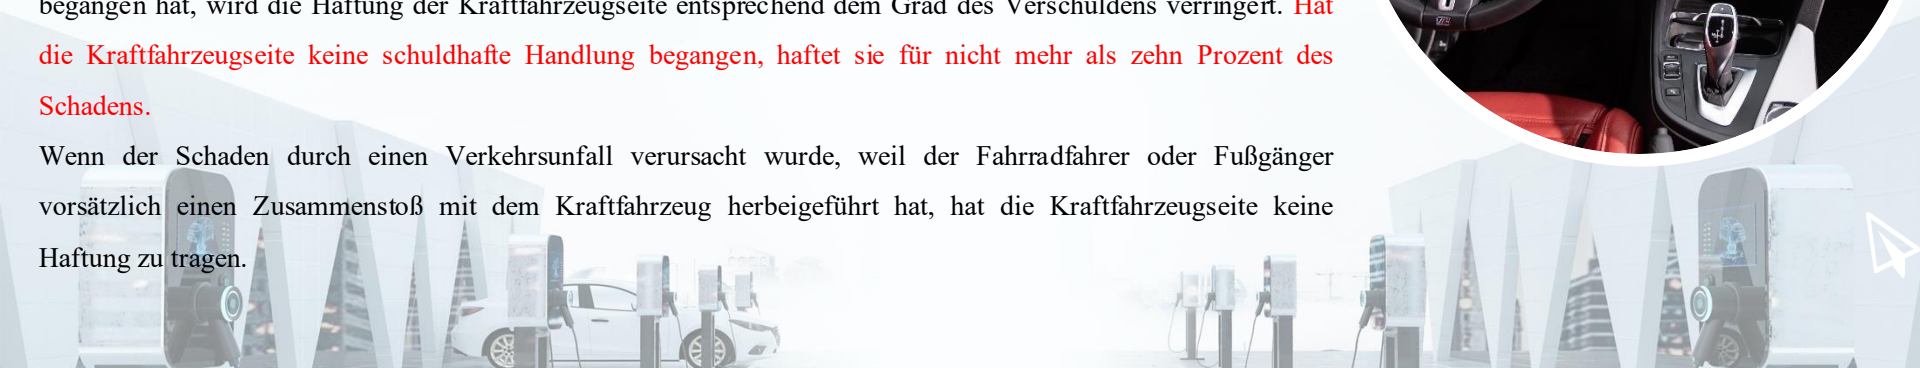 begangen hat, wird die Haftung der Kraftfahrzeugseite entsprechend dem Grad des Verschuldens verringert. Hat
die Kraftfahrzeugseite keine schuldhafte Handlung begangen, haftet sie für nicht mehr als zehn Prozent des
Schadens.
Wenn der Schaden durch einen Verkehrsunfall verursacht wurde, weil der Fahrradfahrer oder Fußgänger
vorsätzlich einen Zusammenstoß mit dem Kraftfahrzeug herbeigeführt hat, hat die Kraftfahrzeugseite keine
Haftung zu tragen.